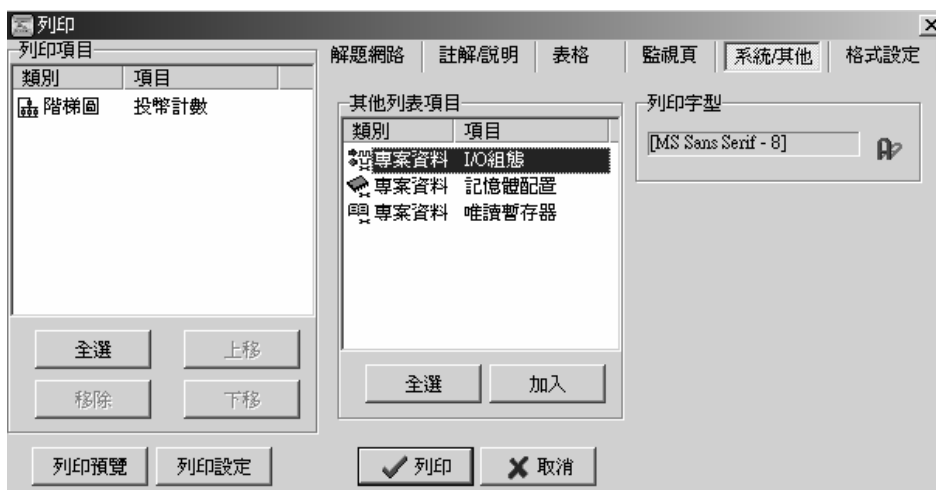 列印
列印項目
類別 項目
階梯圖 投幣計數
全選 上移
移除 下移
列印預覽 列印設定
解題網路 註解/說明 表格 監視頁 系統/其他 格式設定
其他列表項目
類別 項目
專案資料 I/O組態
專案資料 記憶體配置
專案資料 唯讀暫存器
全選 加入
列印字型
[MS Sans Serif - 8]
列印 取消